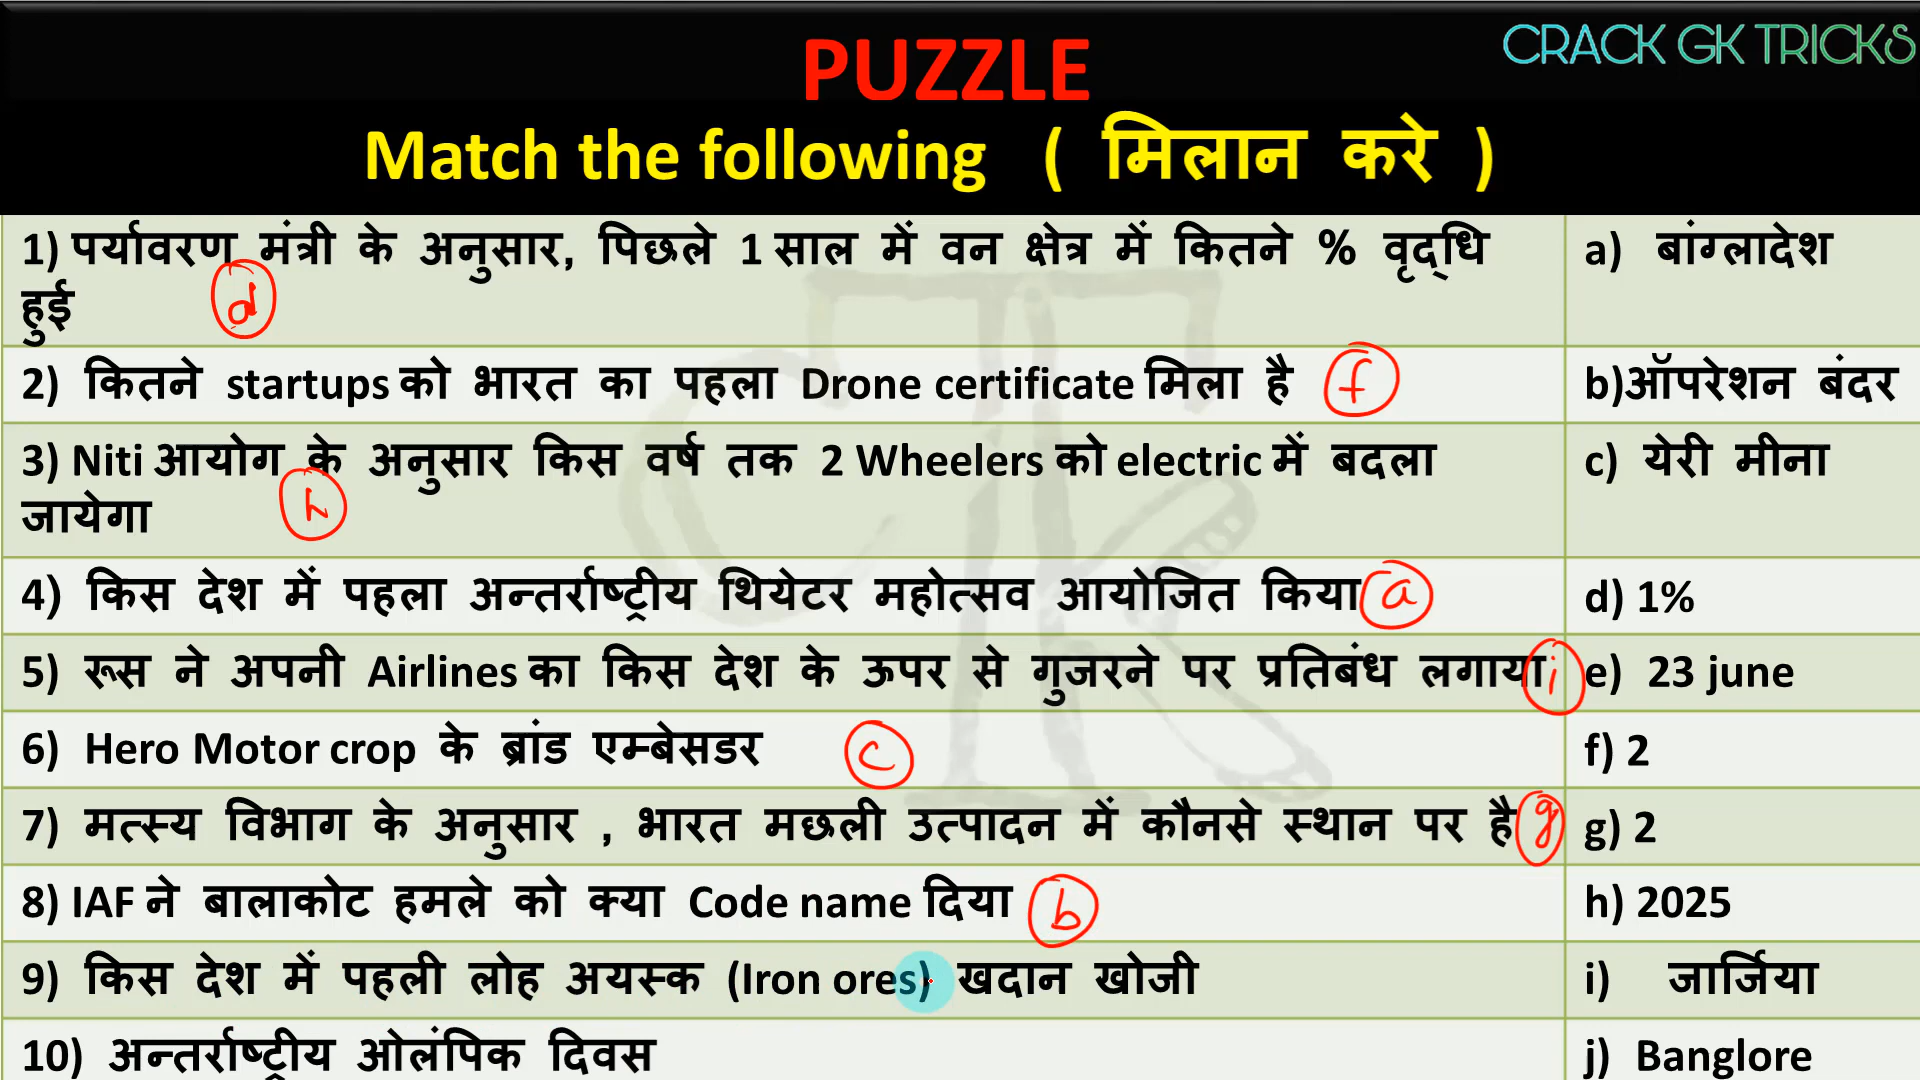 CRACK GK TRICKS
PUZZLE
Match the following ( मिलान करे )
1) पर्यावरण मंत्री के अनुसार, पिछले 1 साल में वन क्षेत्र में कितने % वृद्धि
हुई d
a) बांग्लादेश
2) कितने startups को भारत का पहला Drone certificate मिला है f
b)ऑपरेशन बंदर
3) Niti आयोग के अनुसार किस वर्ष तक 2 Wheelers को electric में बदला
जायेगा h
c) येरी मीना
4) किस देश में पहला अन्तर्राष्ट्रीय थियेटर महोत्सव आयोजित किया a
d) 1%
5) रूस ने अपनी Airlines का किस देश के ऊपर से गुजरने पर प्रतिबंध लगाया i
e) 23 june
6) Hero Motor crop के ब्रांड एम्बेसडर c
f) 2
7) मत्स्य विभाग के अनुसार , भारत मछली उत्पादन में कौनसे स्थान पर है g
g) 2
8) IAF ने बालाकोट हमले को क्या Code name दिया b
h) 2025
9) किस देश में पहली लोह अयस्क (Iron ores) खदान खोजी
i) जार्जिया
10) अन्तर्राष्ट्रीय ओलंपिक दिवस
j) Banglore